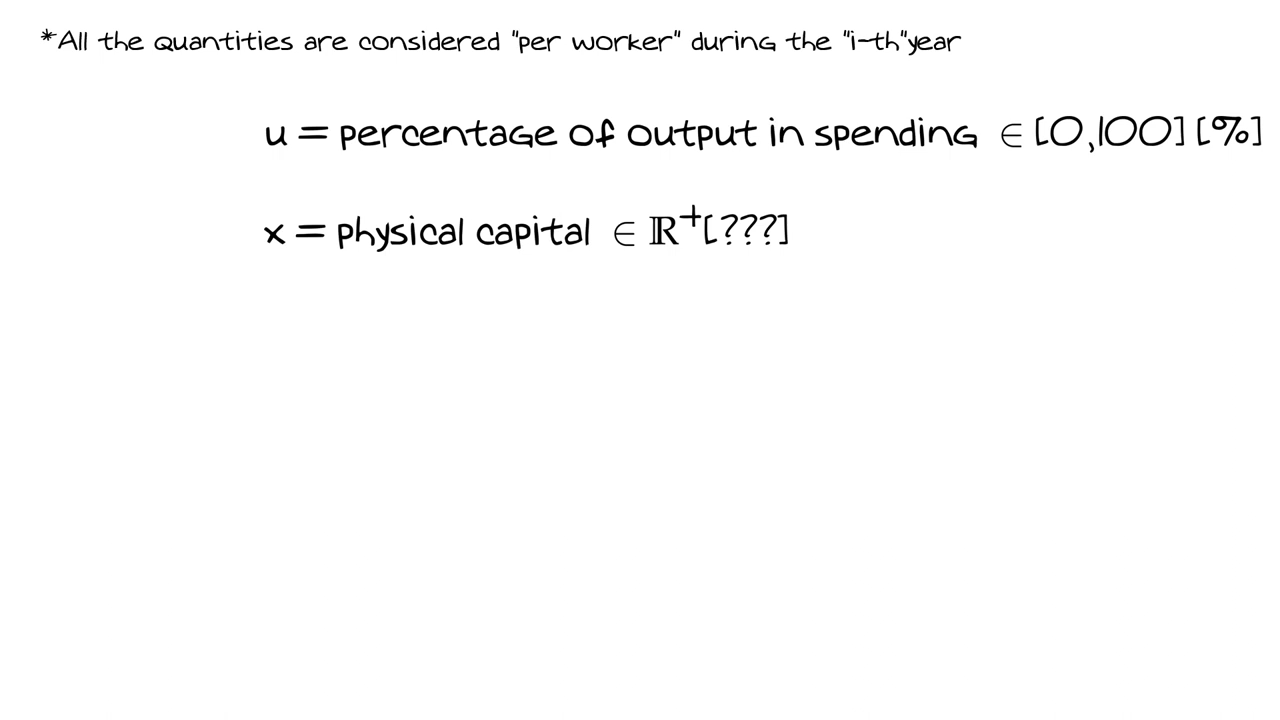 *All the quantities are considered "per worker" during the "i-th"year
u = percentage of output in spending ∈ [0,100] [%]
x = physical capital ∈ ℝ⁺[???]